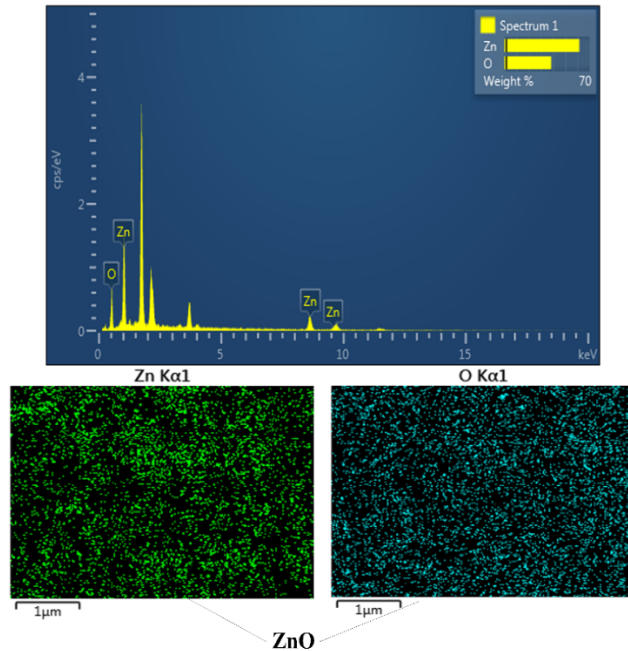 Spectrum 1
Zn
O
Weight % 70
cps/eV
4
2
0
O
Zn
Zn
Zn
0 5 10 15 keV
Zn Kα1 O Kα1
1μm 1μm
ZnO